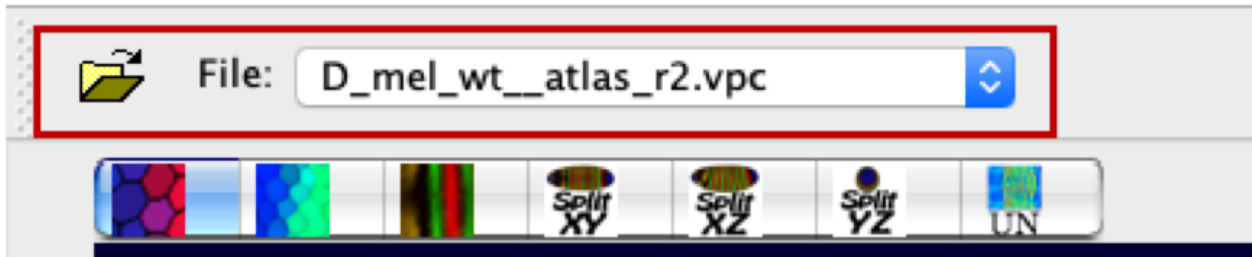 File: D_mel_wt__atlas_r2.vpc
Split XY Split XZ Split YZ UN